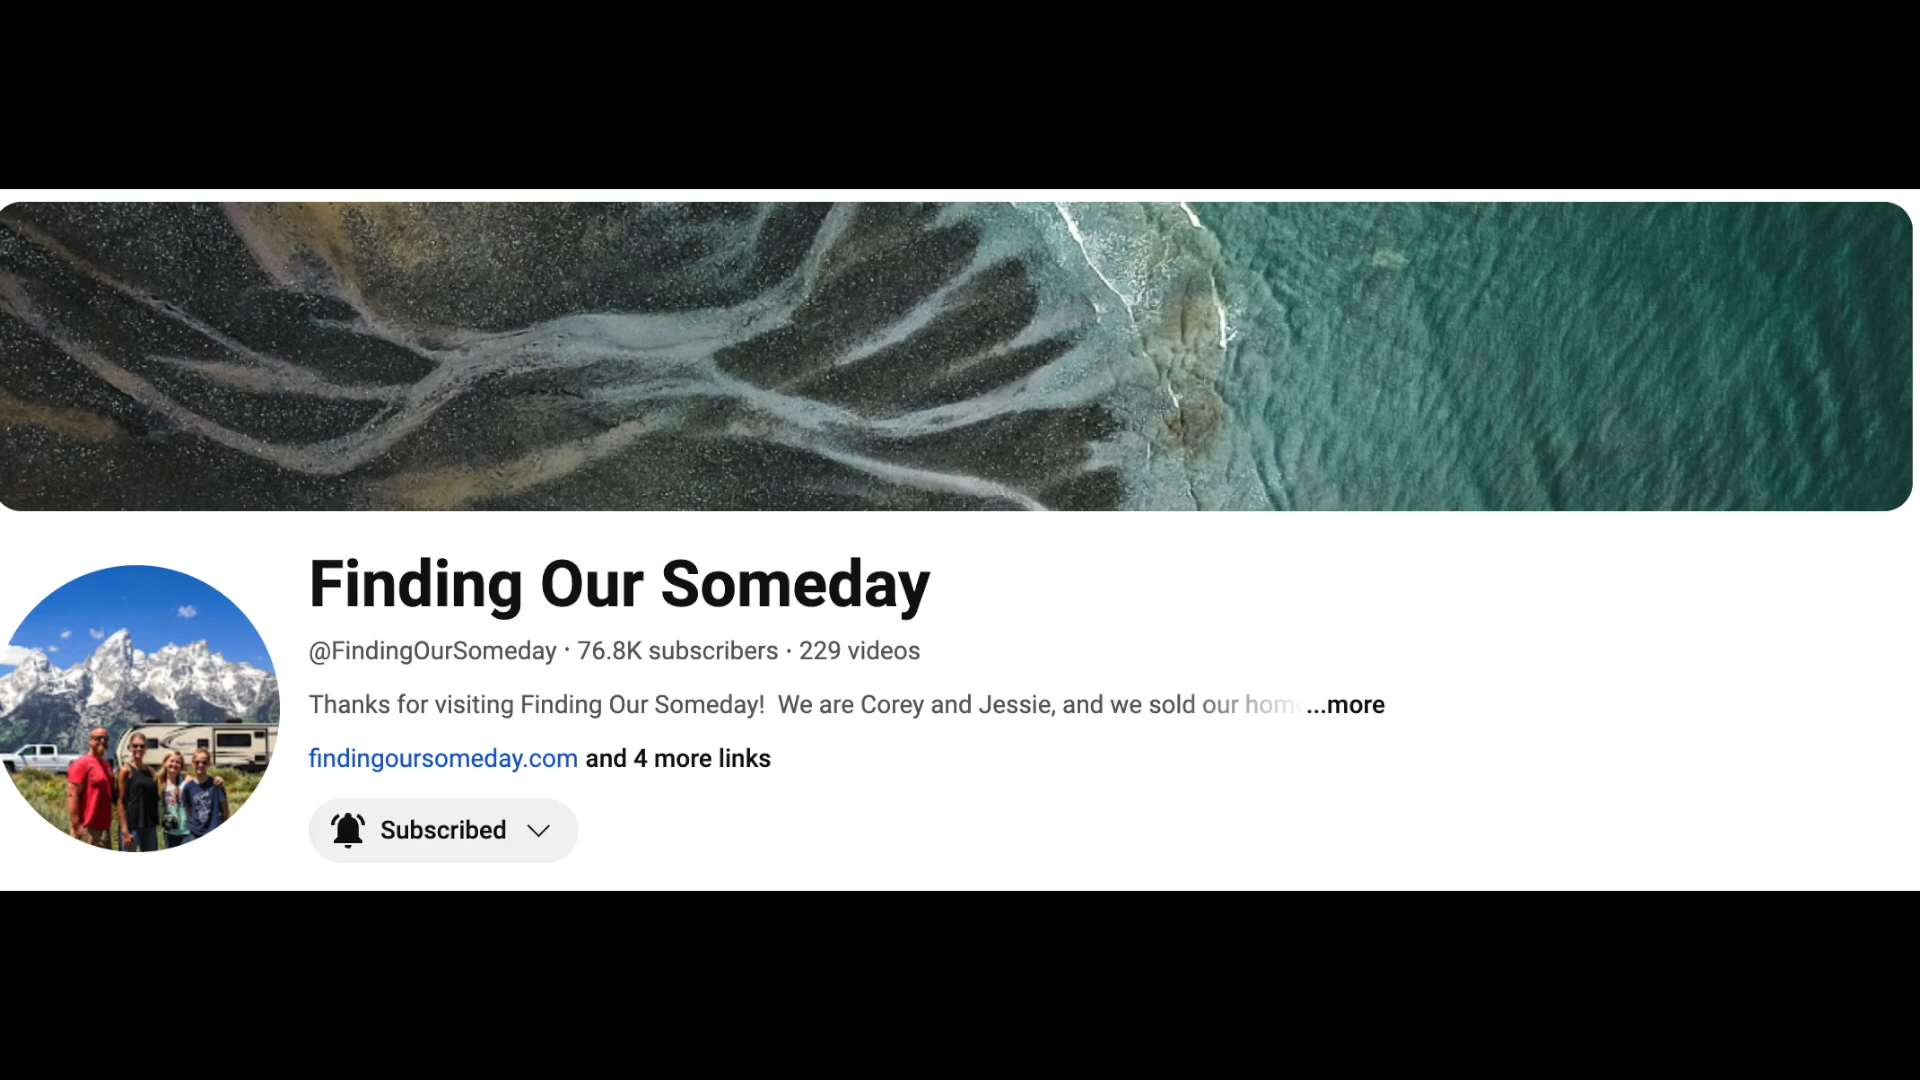 Finding Our Someday
@FindingOurSomeday · 76.8K subscribers · 229 videos
Thanks for visiting Finding Our Someday!  We are Corey and Jessie, and we sold our home ...more
findingoursomeday.com and 4 more links
Subscribed